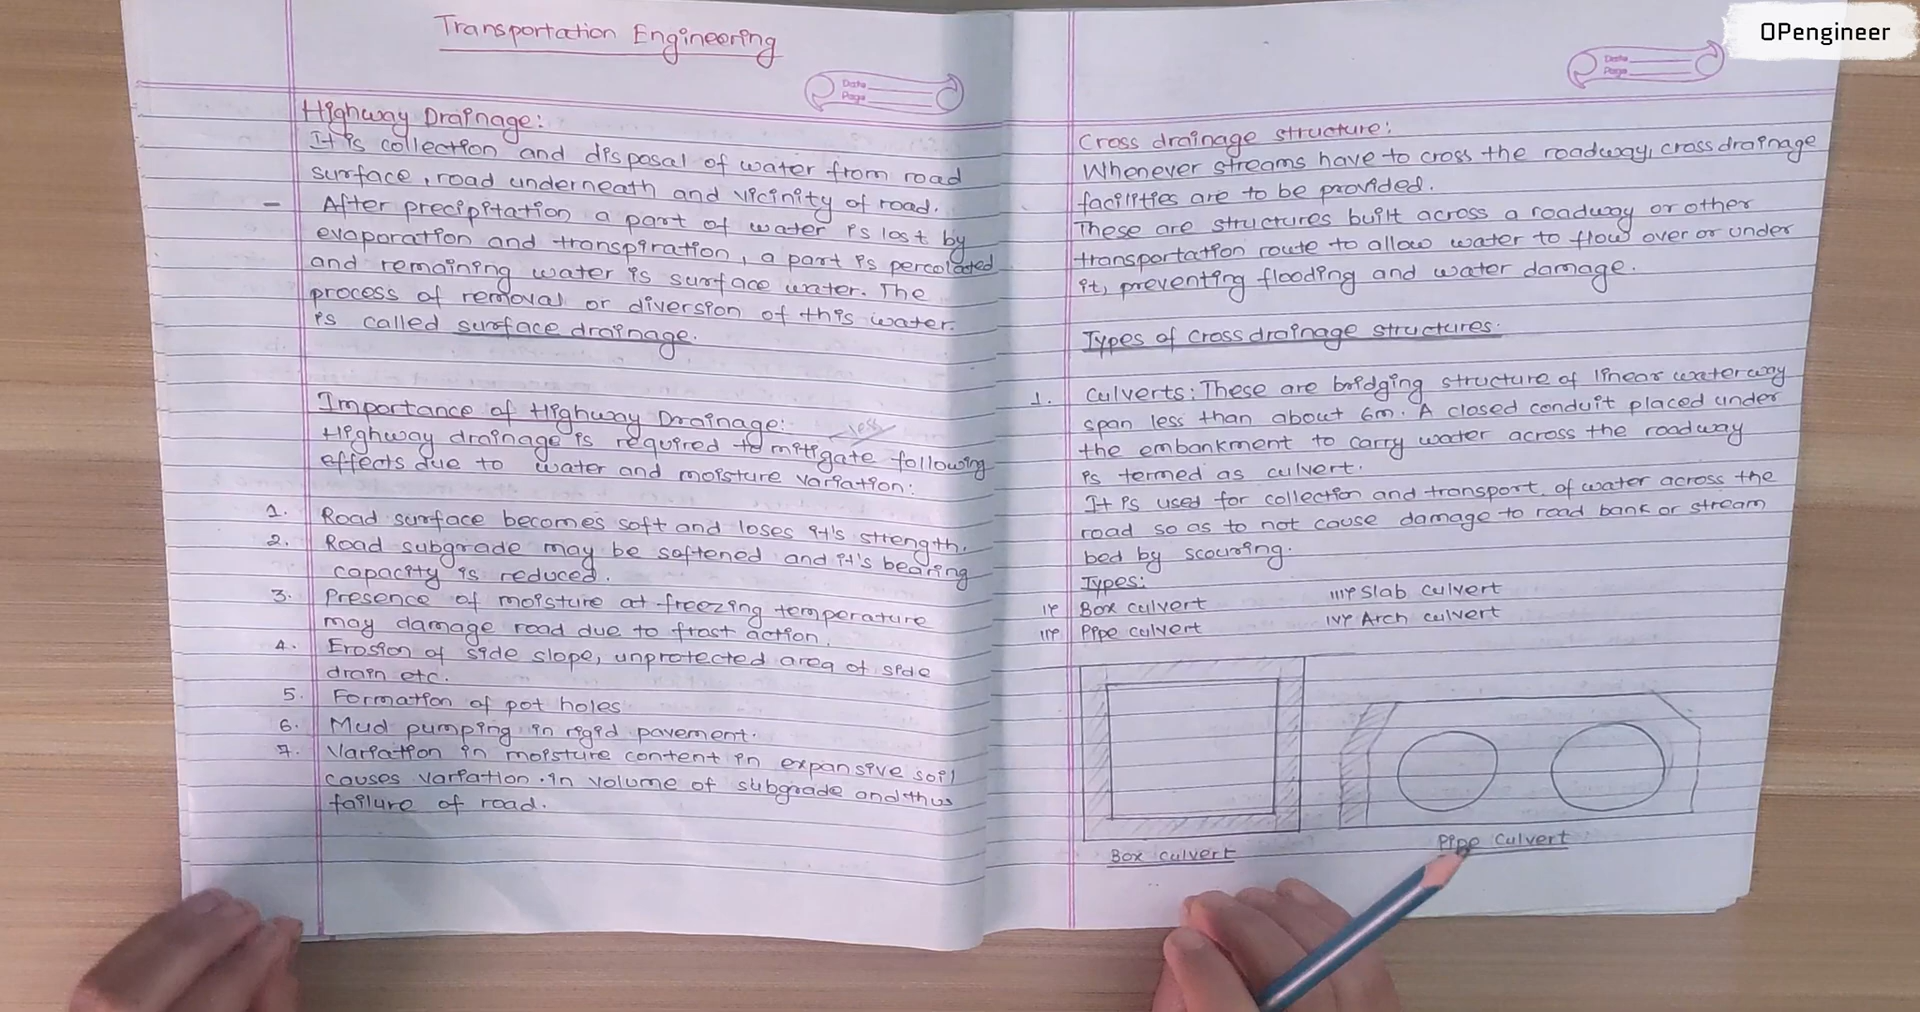 OPengineer
Transportation Engineering
Date
Page
Highway Drainage:
It is collection and disposal of water from road
surface, road underneath and vicinity of road.
- After precipitation a part of water is lost by
evaporation and transpiration, a part is percolated
and remaining water is surface water. The
process of removal or diversion of this water.
is called surface drainage.
Importance of Highway Drainage:
Highway drainage is required to mitigate following
effects due to water and moisture variation:
1. Road surface becomes soft and loses it's strength.
2. Road subgrade may be softened and it's bearing
capacity is reduced.
3. Presence of moisture at freezing temperature
may damage road due to frost action.
4. Erosion of side slope, unprotected area of side
drain etc.
5. Formation of pot holes
6. Mud pumping in rigid pavement.
7. Variation in moisture content in expansive soil
causes variation in volume of subgrade and thus
failure of road.
Date
Page
Cross drainage structure:
Whenever streams have to cross the roadway, cross drainage
facilities are to be provided.
These are structures built across a roadway or other
transportation route to allow water to flow over or under
it, preventing flooding and water damage.
Types of cross drainage structures.
1. Culverts: These are bridging structure of linear waterway
span less than about 6m. A closed conduit placed under
the embankment to carry water across the roadway
is termed as culvert.
It is used for collection and transport of water across the
road so as to not cause damage to road bank or stream
bed by scouring.
Types:
i) Box culvert iii) Slab culvert
ii) Pipe culvert iv) Arch culvert
Box culvert
Pipe culvert